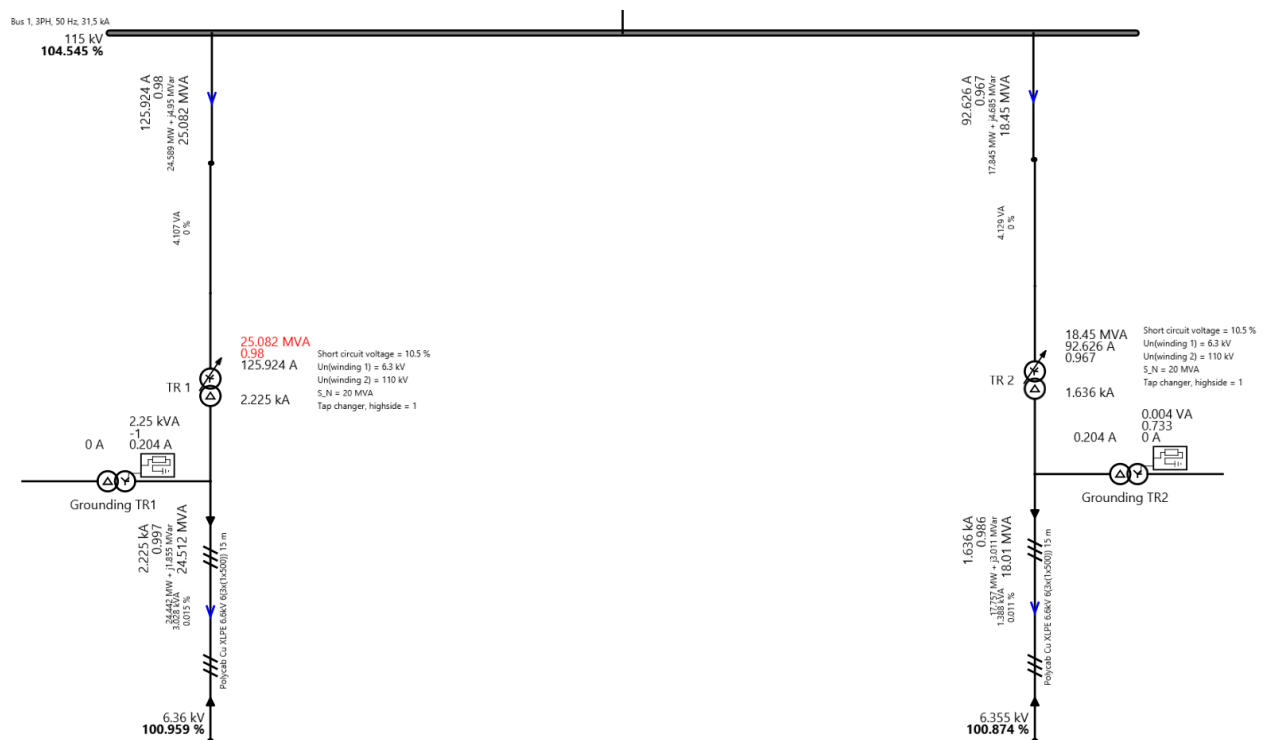 Bus 1, 3PH, 50 Hz, 31,5 kA
115 kV
104.545 %
125.924 A
0.98
24.589 MW + j4.95 MVar
25.082 MVA
4.107 VA
0 %
25.082 MVA
0.98
125.924 A
2.225 kA
TR 1
Short circuit voltage = 10.5 %
Un(winding 1) = 6.3 kV
Un(winding 2) = 110 kV
S_N = 20 MVA
Tap changer, highside = 1
2.25 kVA
-1
0 A
0.204 A
Grounding TR1
2.225 kA
0.997
24.442 MW + j1.855 MVar
24.512 MVA
3.028 kVA
0.015 %
Polycab Cu XLPE 6.6kV 6(3x(1x500)) 15 m
6.36 kV
100.959 %
92.626 A
0.967
17.845 MW + j4.685 MVar
18.45 MVA
4.129 VA
0 %
18.45 MVA
92.626 A
0.967
1.636 kA
TR 2
Short circuit voltage = 10.5 %
Un(winding 1) = 6.3 kV
Un(winding 2) = 110 kV
S_N = 20 MVA
Tap changer, highside = 1
0.004 VA
0.733
0.204 A
0 A
Grounding TR2
1.636 kA
0.986
17.757 MW + j3.011 MVar
18.01 MVA
1.388 kVA
0.011 %
Polycab Cu XLPE 6.6kV 6(3x(1x500)) 15 m
6.355 kV
100.874 %